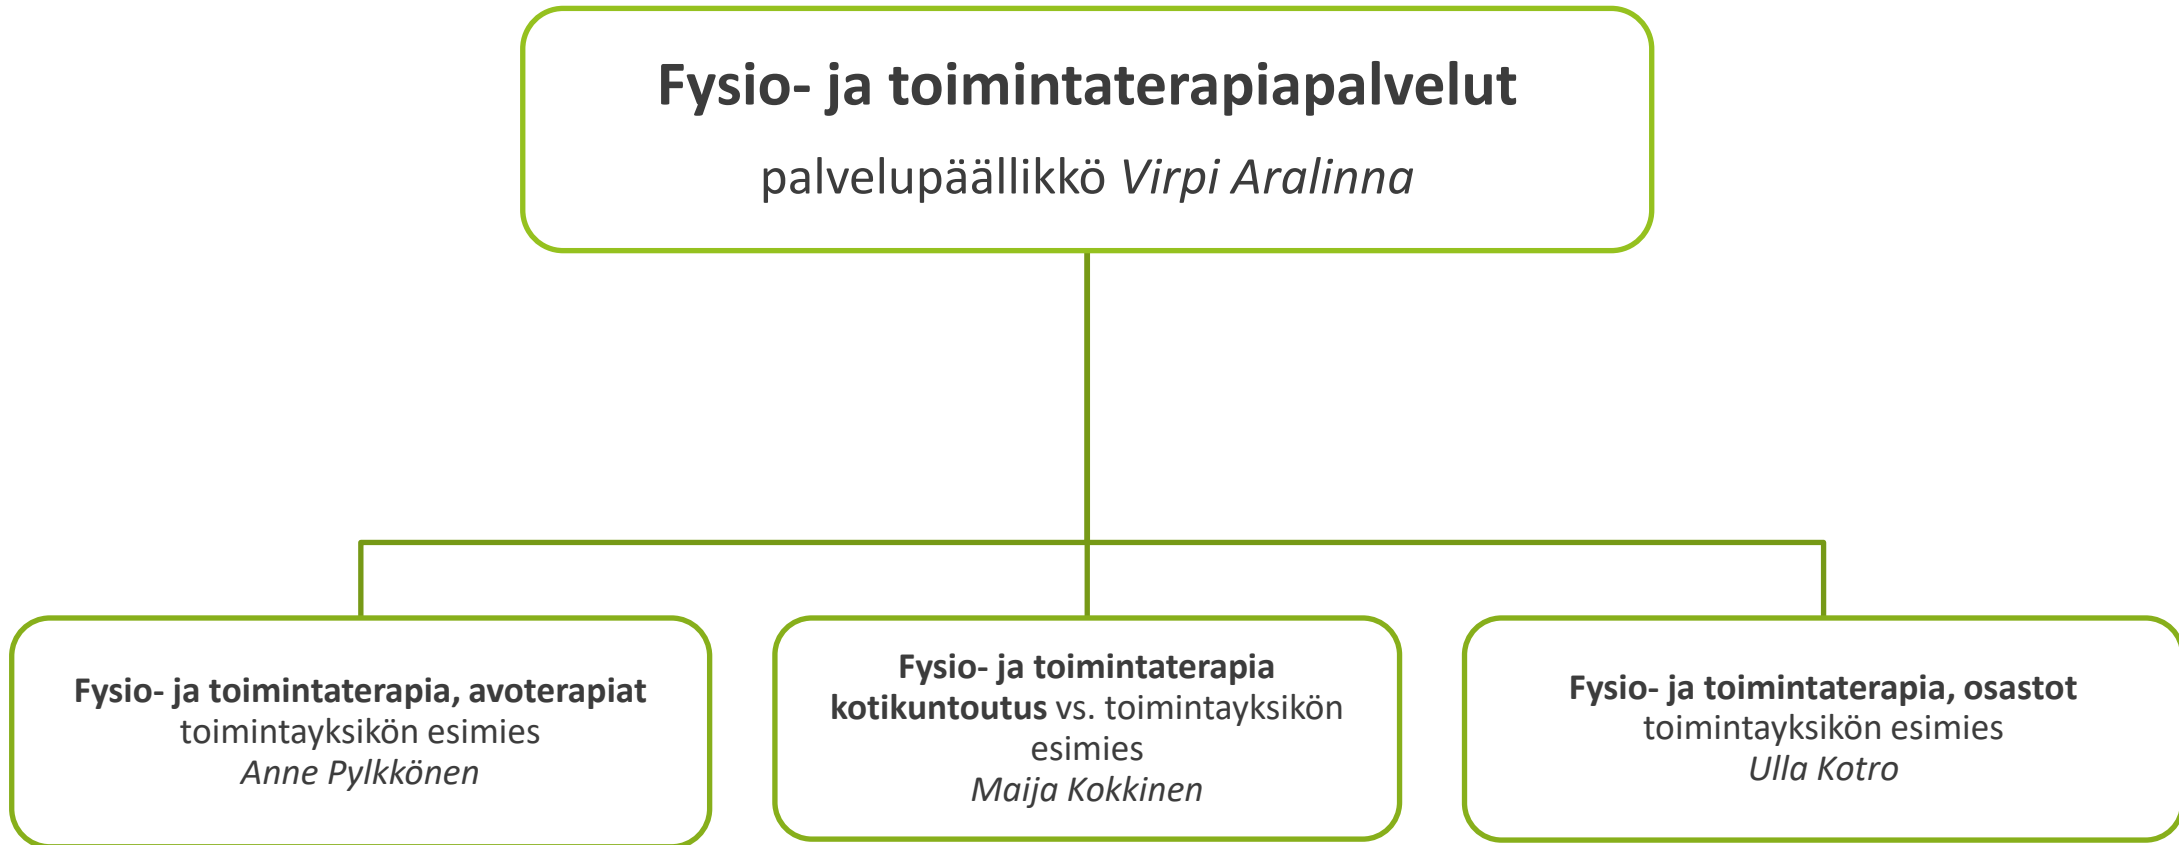 Fysio- ja toimintaterapiapalvelut
palvelupäällikkö Virpi Aralinna
Fysio- ja toimintaterapia, avoterapiat
toimintayksikön esimies
Anne Pylkkönen
Fysio- ja toimintaterapia
kotikuntoutus vs. toimintayksikön
esimies
Maija Kokkinen
Fysio- ja toimintaterapia, osastot
toimintayksikön esimies
Ulla Kotro